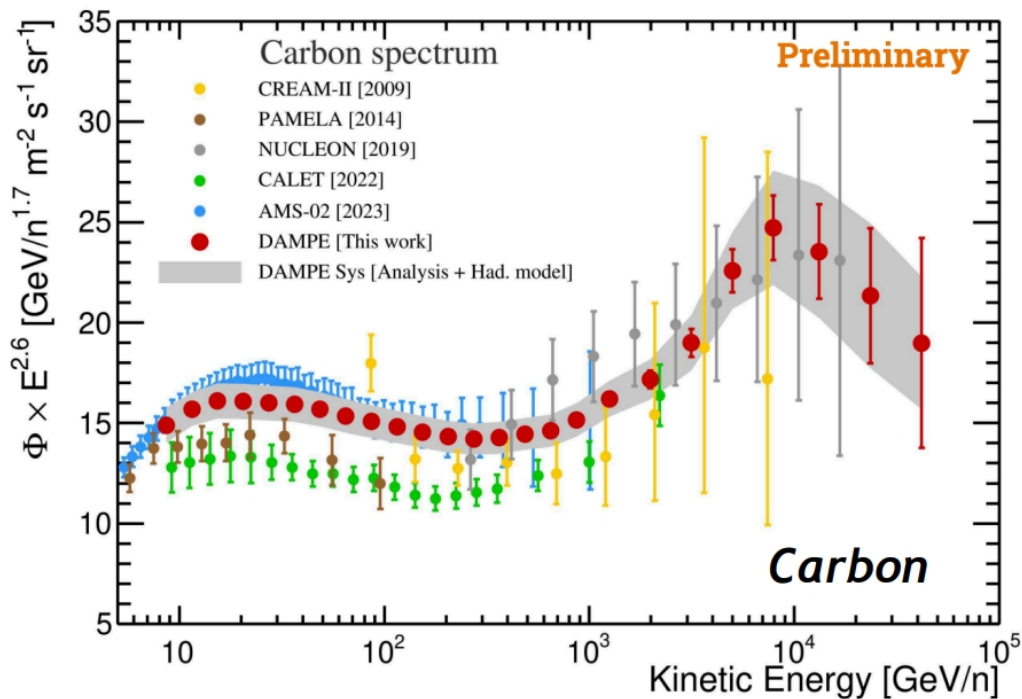 35
30
25
20
15
10
5
Φ × E^2.6 [GeV/n^1.7 m^-2 s^-1 sr^-1]
Carbon spectrum
Preliminary
CREAM-II [2009]
PAMELA [2014]
NUCLEON [2019]
CALET [2022]
AMS-02 [2023]
DAMPE [This work]
DAMPE Sys [Analysis + Had. model]
Carbon
10
10^2
10^3
10^4
10^5
Kinetic Energy [GeV/n]